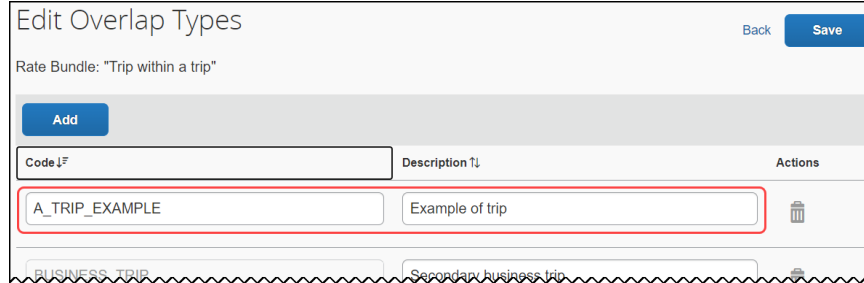 Edit Overlap Types
Back
Save
Rate Bundle: "Trip within a trip"
Add
Code Description Actions
A_TRIP_EXAMPLE Example of trip
BUSINESS_TRIP Secondary business trip